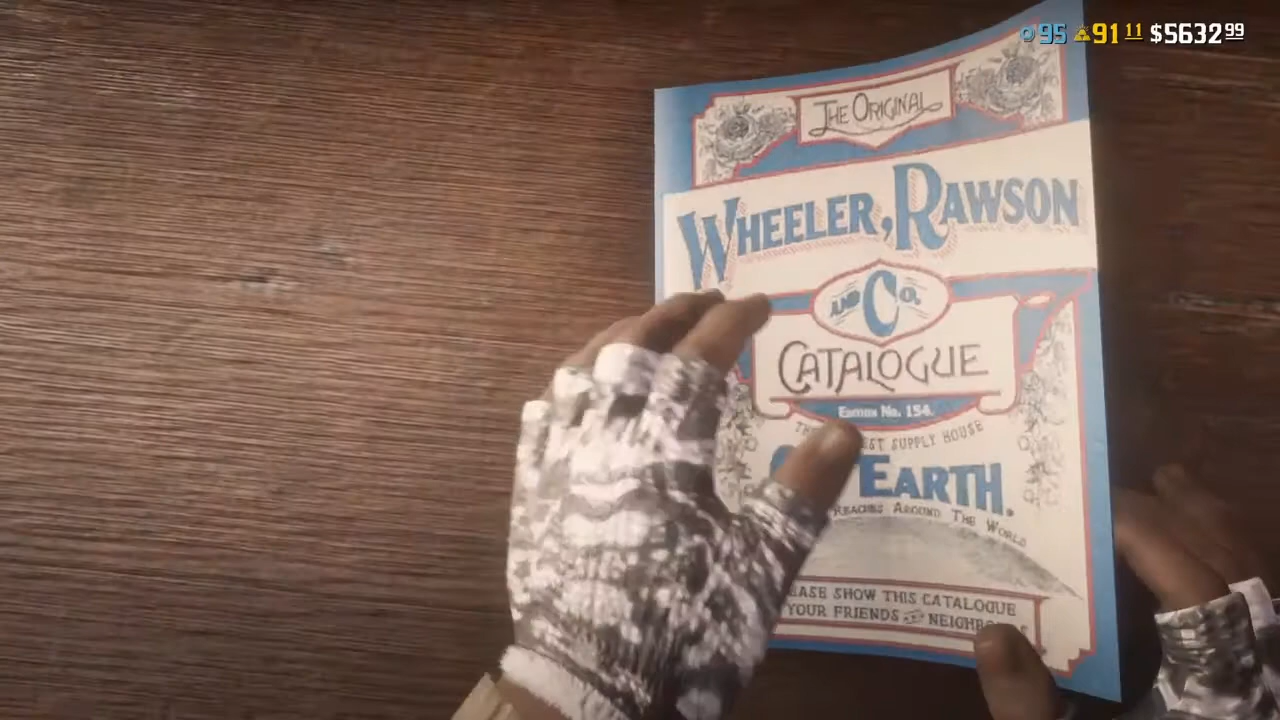 95 91 11 $5632 99
THE ORIGINAL
WHEELER, RAWSON
AND CO.
CATALOGUE
EDITION No. 154.
SUPPLY HOUSE
EARTH.
REACHES AROUND THE WORLD
SHOW THIS CATALOGUE
YOUR FRIENDS AND